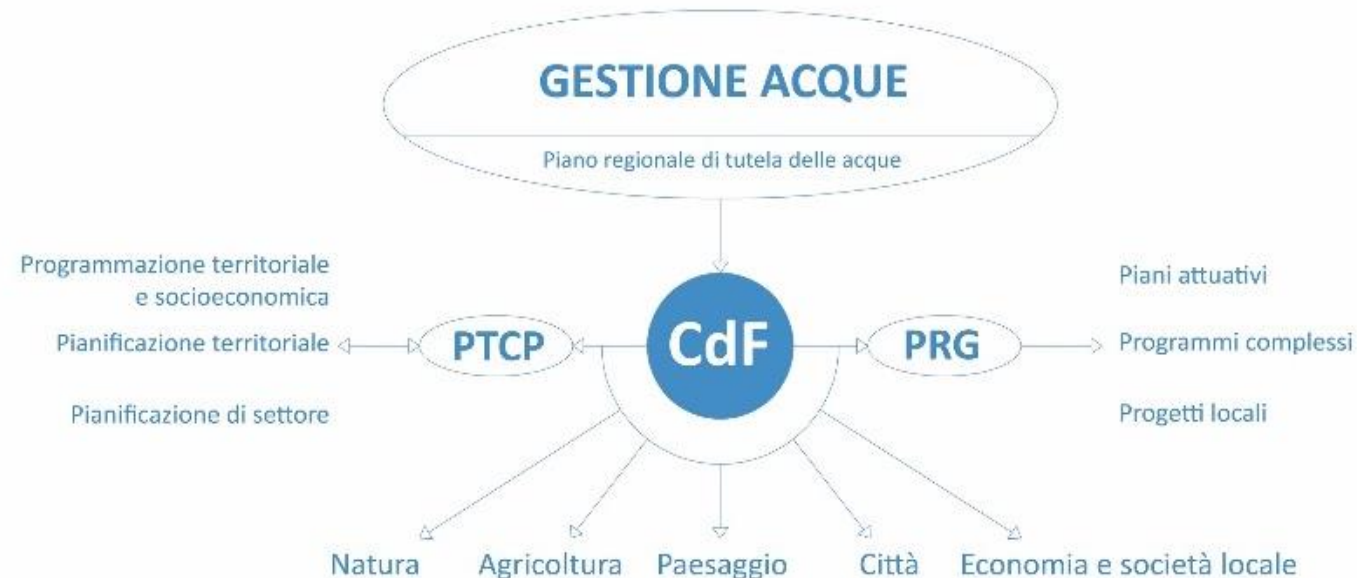 GESTIONE ACQUE
Piano regionale di tutela delle acque
Programmazione territoriale
e socioeconomica
Pianificazione territoriale
Pianificazione di settore
PTCP
CdF
PRG
Piani attuativi
Programmi complessi
Progetti locali
Natura
Agricoltura
Paesaggio
Città
Economia e società locale